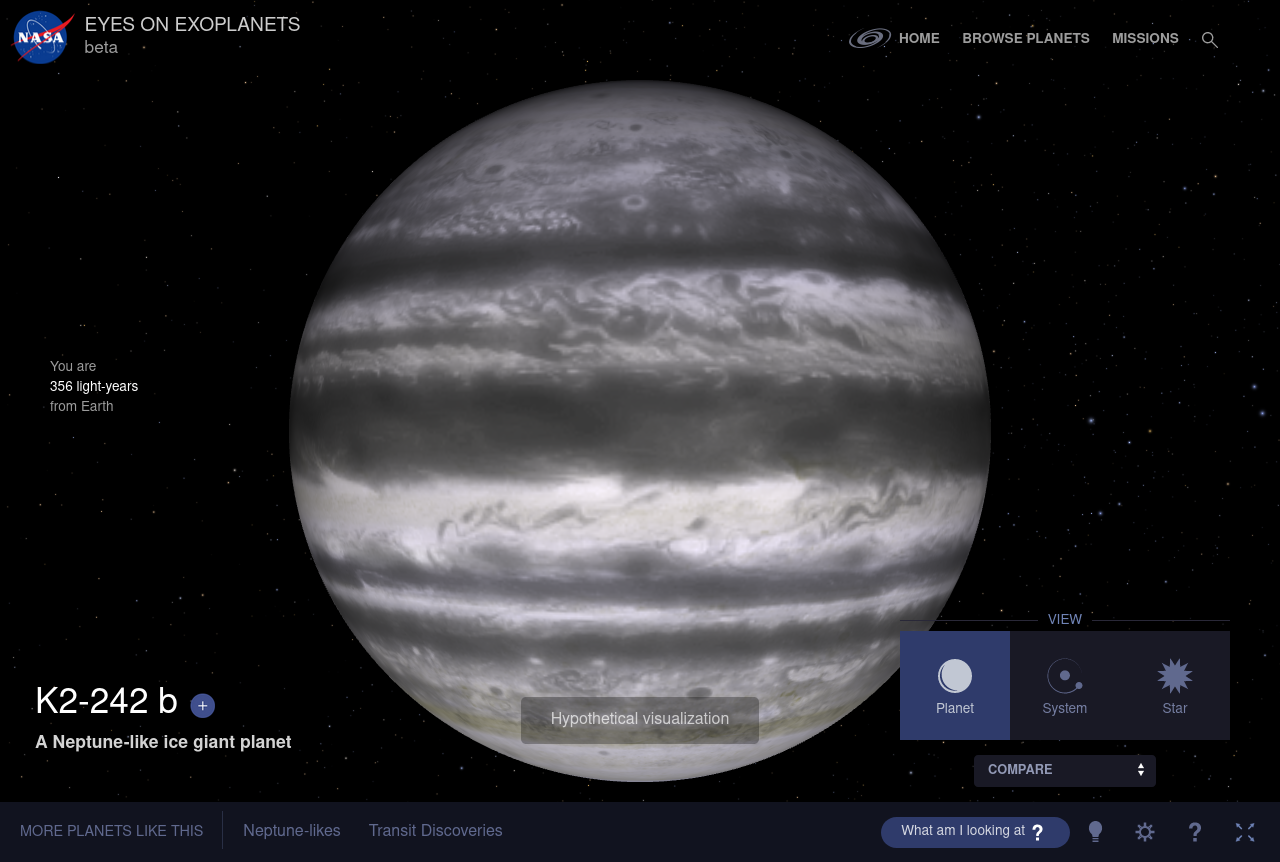 NASA
EYES ON EXOPLANETS
beta
HOME
BROWSE PLANETS
MISSIONS
You are
356 light-years
from Earth
VIEW
Planet
System
Star
COMPARE
K2-242 b +
A Neptune-like ice giant planet
Hypothetical visualization
MORE PLANETS LIKE THIS
Neptune-likes
Transit Discoveries
What am I looking at ?
?